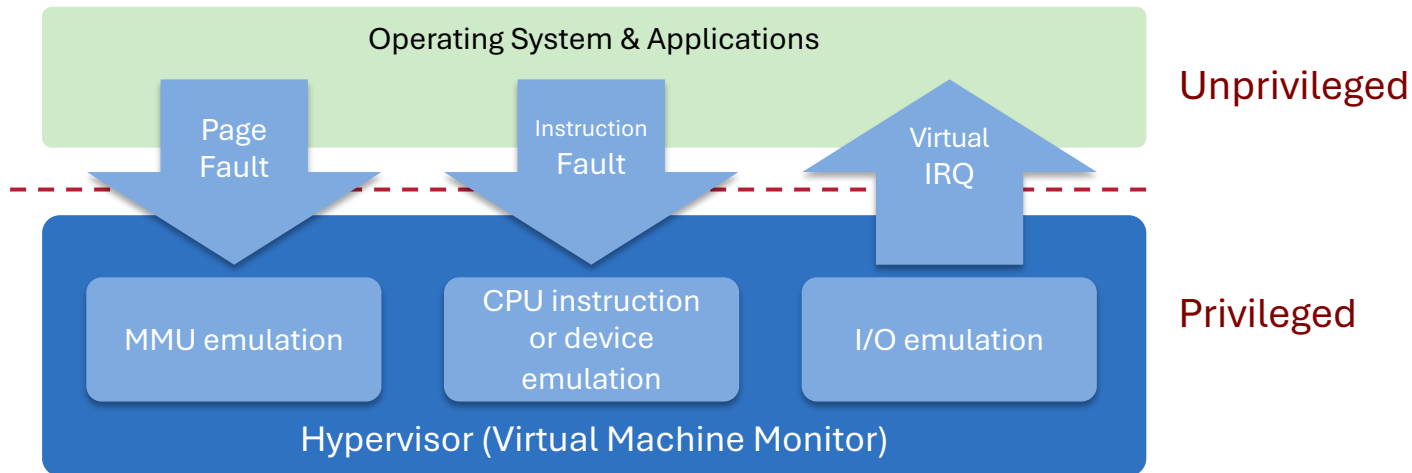 Operating System & Applications
Unprivileged
Page
Fault
Instruction
Fault
Virtual
IRQ
MMU emulation
CPU instruction
or device
emulation
I/O emulation
Privileged
Hypervisor (Virtual Machine Monitor)